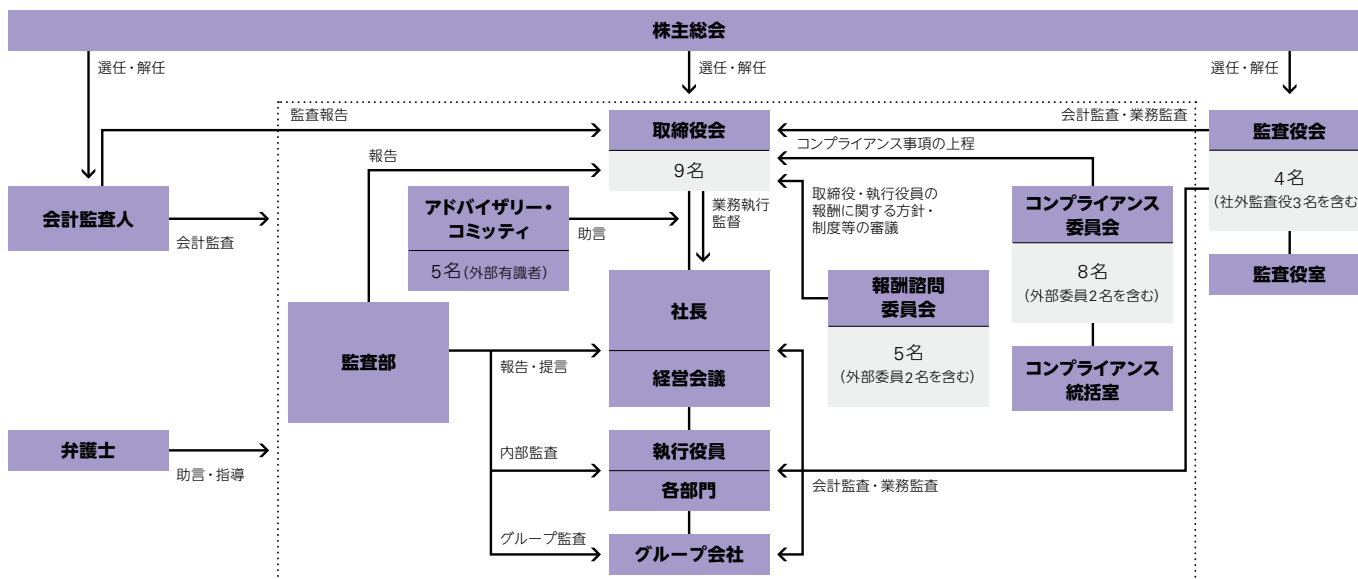 株主総会
選任・解任
選任・解任
選任・解任
監査報告
取締役会
9名
会計監査・業務監査
監査役会
4名
(社外監査役3名を含む)
監査役室
コンプライアンス事項の上程
報告
会計監査人
会計監査
アドバイザリー・
コミッティ
5名(外部有識者)
助言
業務執行
監督
取締役・執行役員の
報酬に関する方針・
制度等の審議
コンプライアンス
委員会
8名
(外部委員2名を含む)
コンプライアンス
統括室
報酬諮問
委員会
5名
(外部委員2名を含む)
監査部
報告・提言
社長
経営会議
弁護士
助言・指導
内部監査
執行役員
各部門
会計監査・業務監査
グループ監査
グループ会社